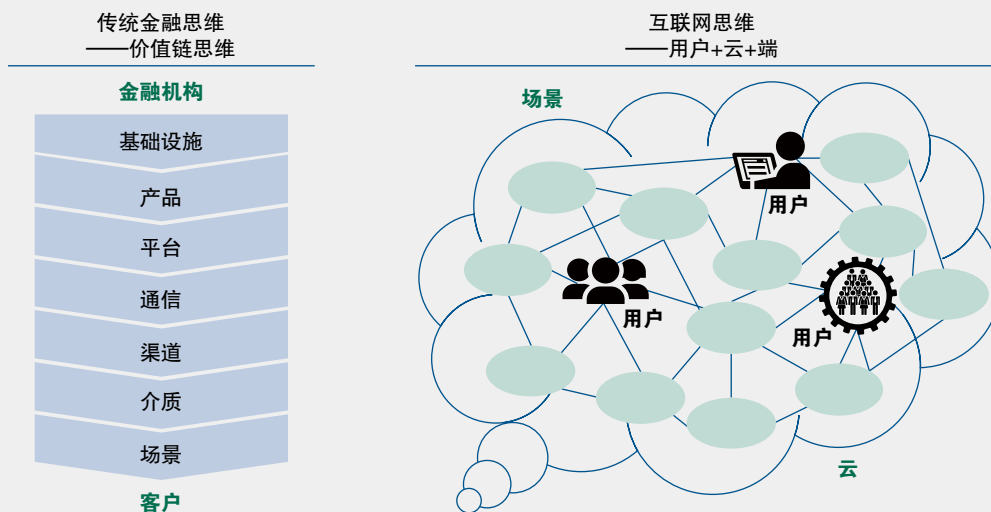 传统金融思维
——价值链思维
金融机构
基础设施
产品
平台
通信
渠道
介质
场景
客户
互联网思维
——用户+云+端
场景
用户
用户
用户
云